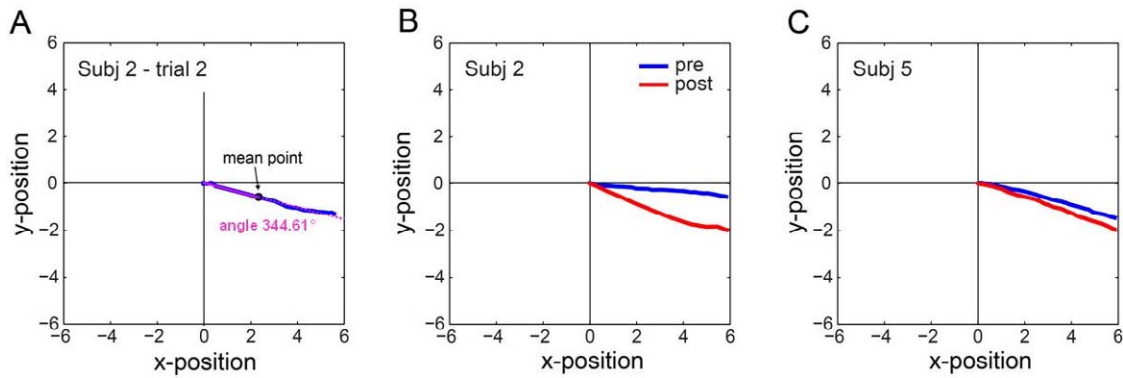 A
Subj 2 - trial 2
mean point
angle 344.61°
6
4
2
0
−2
−4
−6
−6 −4 −2 0 2 4 6
x-position
y-position
B
Subj 2
pre
post
6
4
2
0
−2
−4
−6
−6 −4 −2 0 2 4 6
x-position
y-position
C
Subj 5
6
4
2
0
−2
−4
−6
−6 −4 −2 0 2 4 6
x-position
y-position